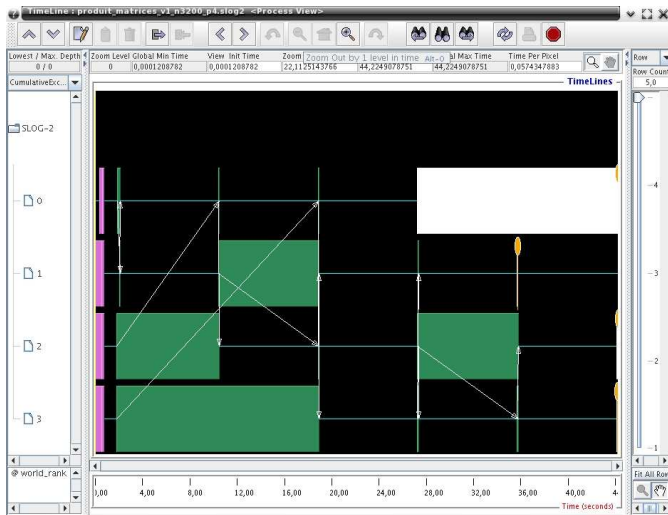 TimeLine : produit_matrices_v1_n3200_p4.slog2 <Process View>
Lowest / Max. Depth
0 / 0
Zoom Level
0
Global Min Time
0,0001208782
View Init Time
0,0001208782
Zoom
22,1125143766
Zoom Out by 1 level in time Alt-O
44,2249078751
al Max Time
44,2249078751
Time Per Pixel
0,0574347883
Row
Row Count
5,0
CumulativeExc...
TimeLines
SLOG-2
0
1
2
3
4
3
2
1
@ world_rank
),00 4,00 8,00 12,00 16,00 20,00 24,00 28,00 32,00 36,00 40,00 4
Time (seconds)
Fit All Row